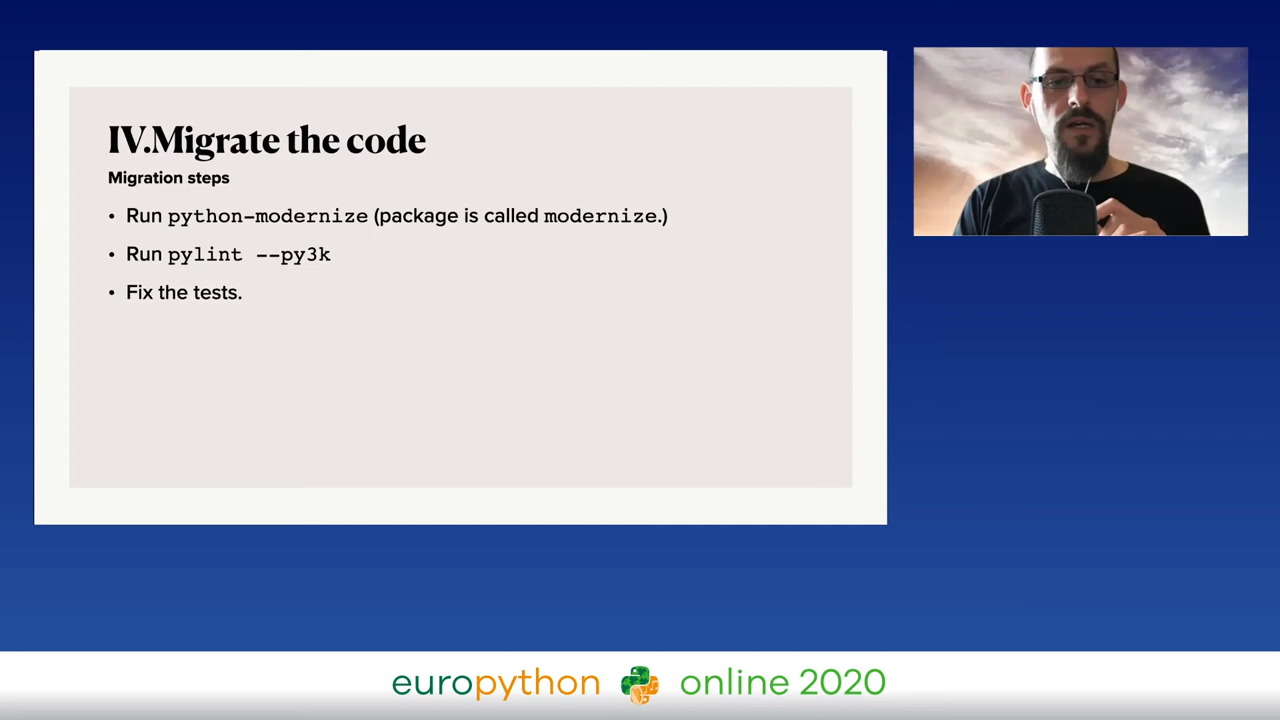 IV.Migrate the code
Migration steps
• Run python-modernize (package is called modernize.)
• Run pylint --py3k
• Fix the tests.
europython online 2020